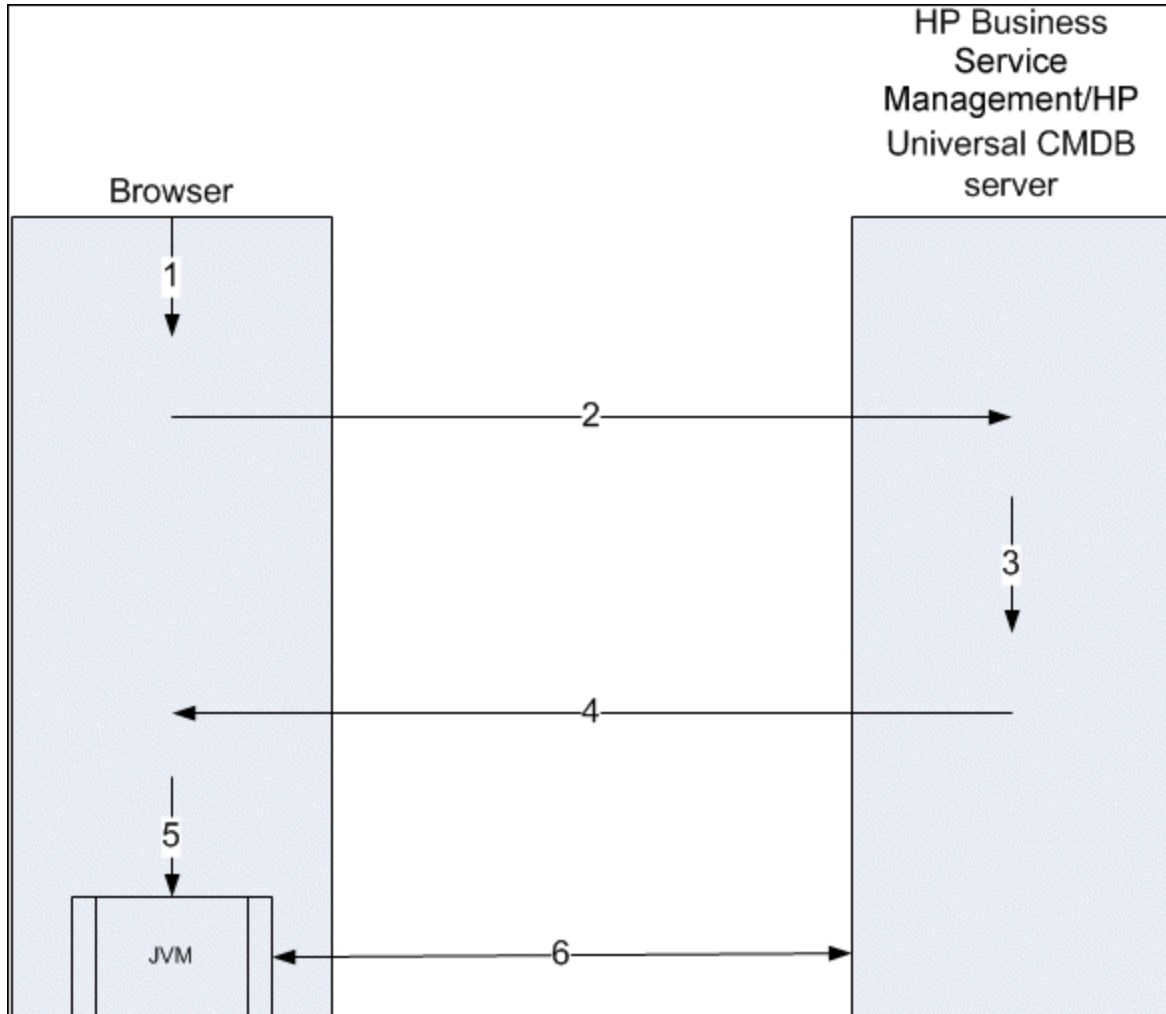 HP Business
Service
Management/HP
Universal CMDB
server
Browser
1
2
3
4
5
JVM
6